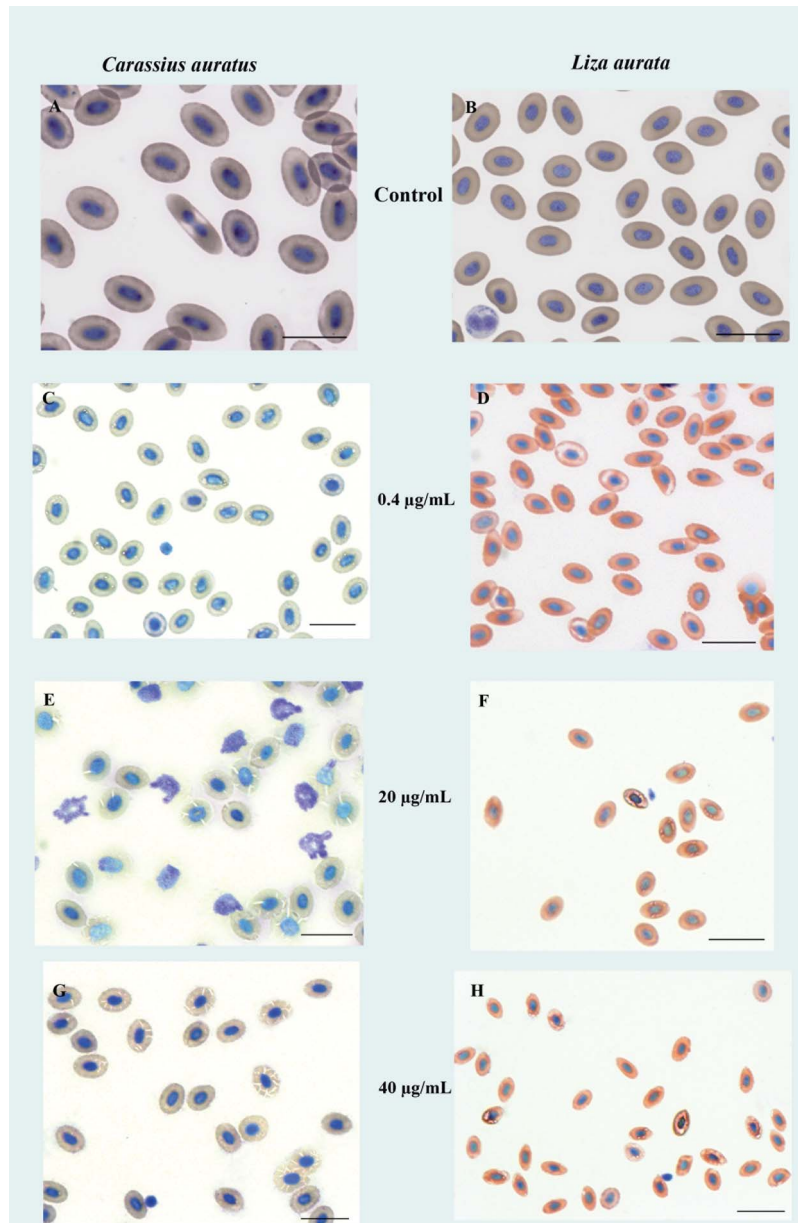 Carassius auratus Liza aurata
A B
Control
C D
0.4 µg/mL
E F
20 µg/mL
G H
40 µg/mL